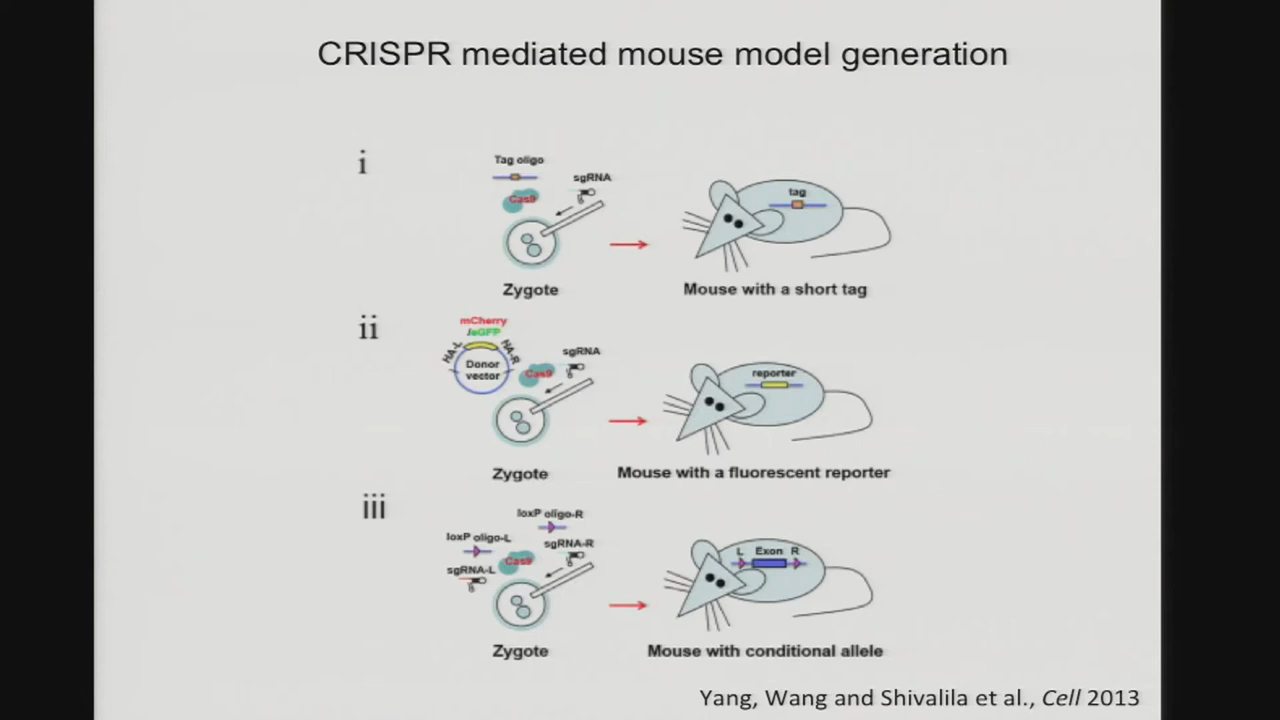 CRISPR mediated mouse model generation
i
Tag oligo
sgRNA
Cas9
tag
Zygote
Mouse with a short tag
ii
mCherry
/eGFP
HA-L
HA-R
Donor
vector
sgRNA
Cas9
reporter
Zygote
Mouse with a fluorescent reporter
iii
loxP oligo-R
loxP oligo-L
sgRNA-R
Cas9
sgRNA-L
L Exon R
Zygote
Mouse with conditional allele
Yang, Wang and Shivalila et al., Cell 2013